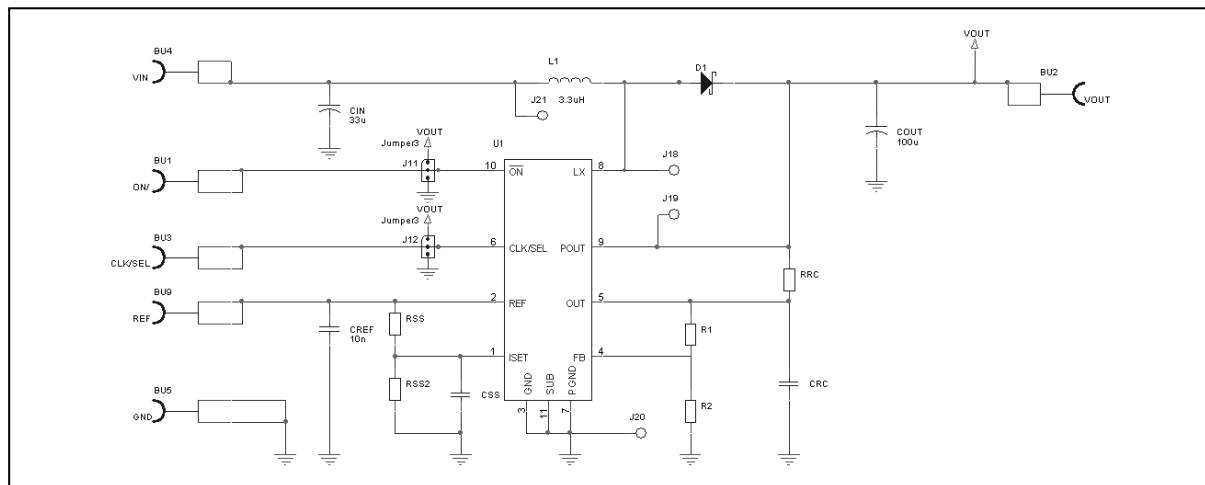 VOUT
BU4
L1
D1
BU2
VIN
VOUT
J21
3.3uH
CIN
33u
COUT
100u
VOUT
Jumper3
U1
BU1
J11
10
ON
LX
8
J18
ON/
VOUT
J19
Jumper3
BU3
J12
6
CLK/SEL
POUT
9
CLK/SEL
RRC
BU9
2
REF
OUT
5
REF
RSS
R1
CREF
10n
1
ISET
FB
4
RSS2
CSS
GND
SUB
PGND
CRC
BU5
R2
3
11
7
J20
GND